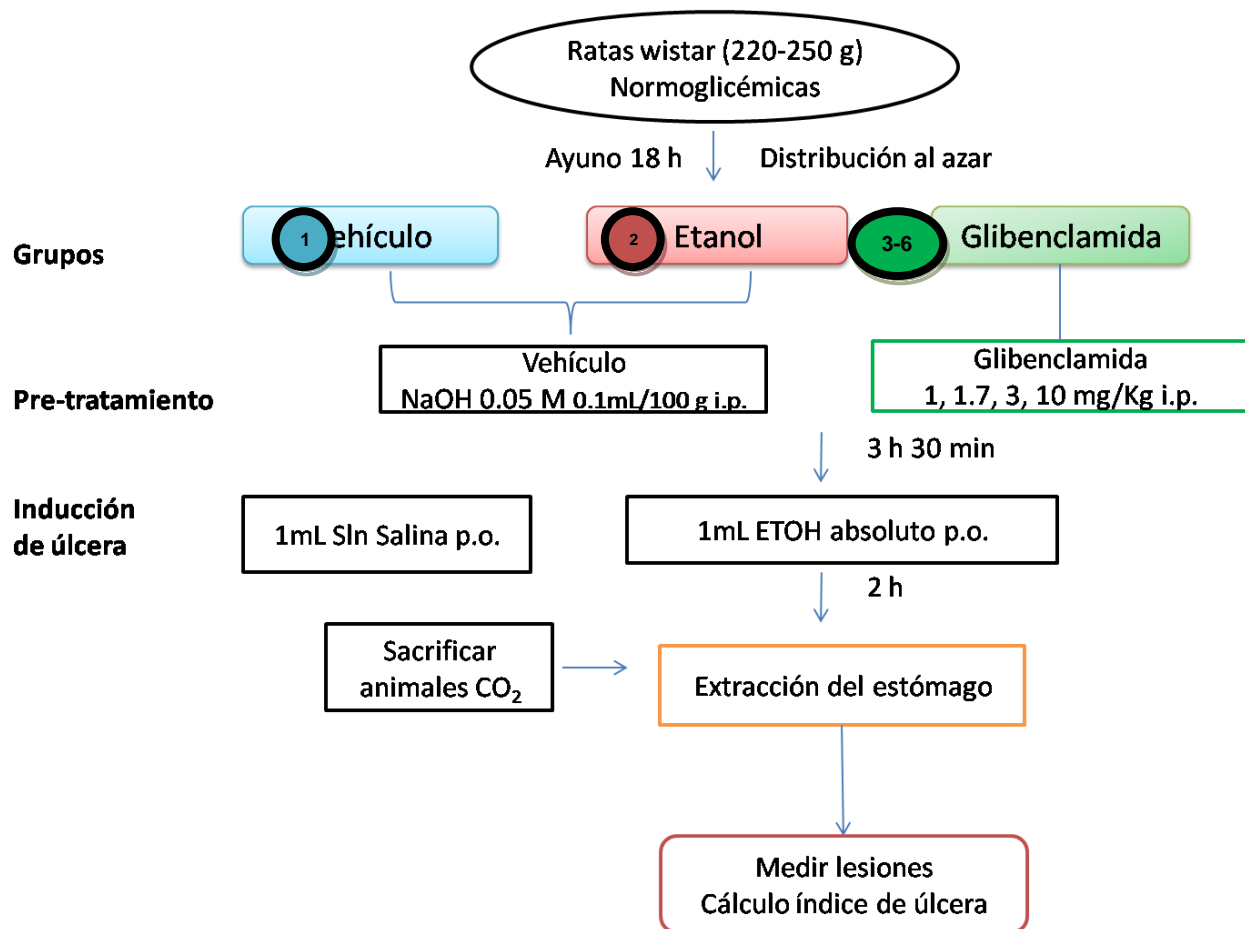 Ratas wistar (220-250 g)
Normoglicémicas
Ayuno 18 h
Distribución al azar
Grupos
1
ehículo
2
Etanol
3-6
Glibenclamida
Pre-tratamiento
Vehículo
NaOH 0.05 M 0.1mL/100 g i.p.
Glibenclamida
1, 1.7, 3, 10 mg/Kg i.p.
3 h 30 min
Inducción
de úlcera
1mL Sln Salina p.o.
1mL ETOH absoluto p.o.
2 h
Sacrificar
animales CO₂
Extracción del estómago
Medir lesiones
Cálculo índice de úlcera